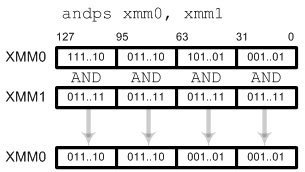 andps xmm0, xmm1
127 95 63 31 0
XMM0 111..10 011..10 101..01 001..01
AND AND AND AND
XMM1 011..11 011..11 011..11 011..11
XMM0 011..10 011..10 001..01 001..01